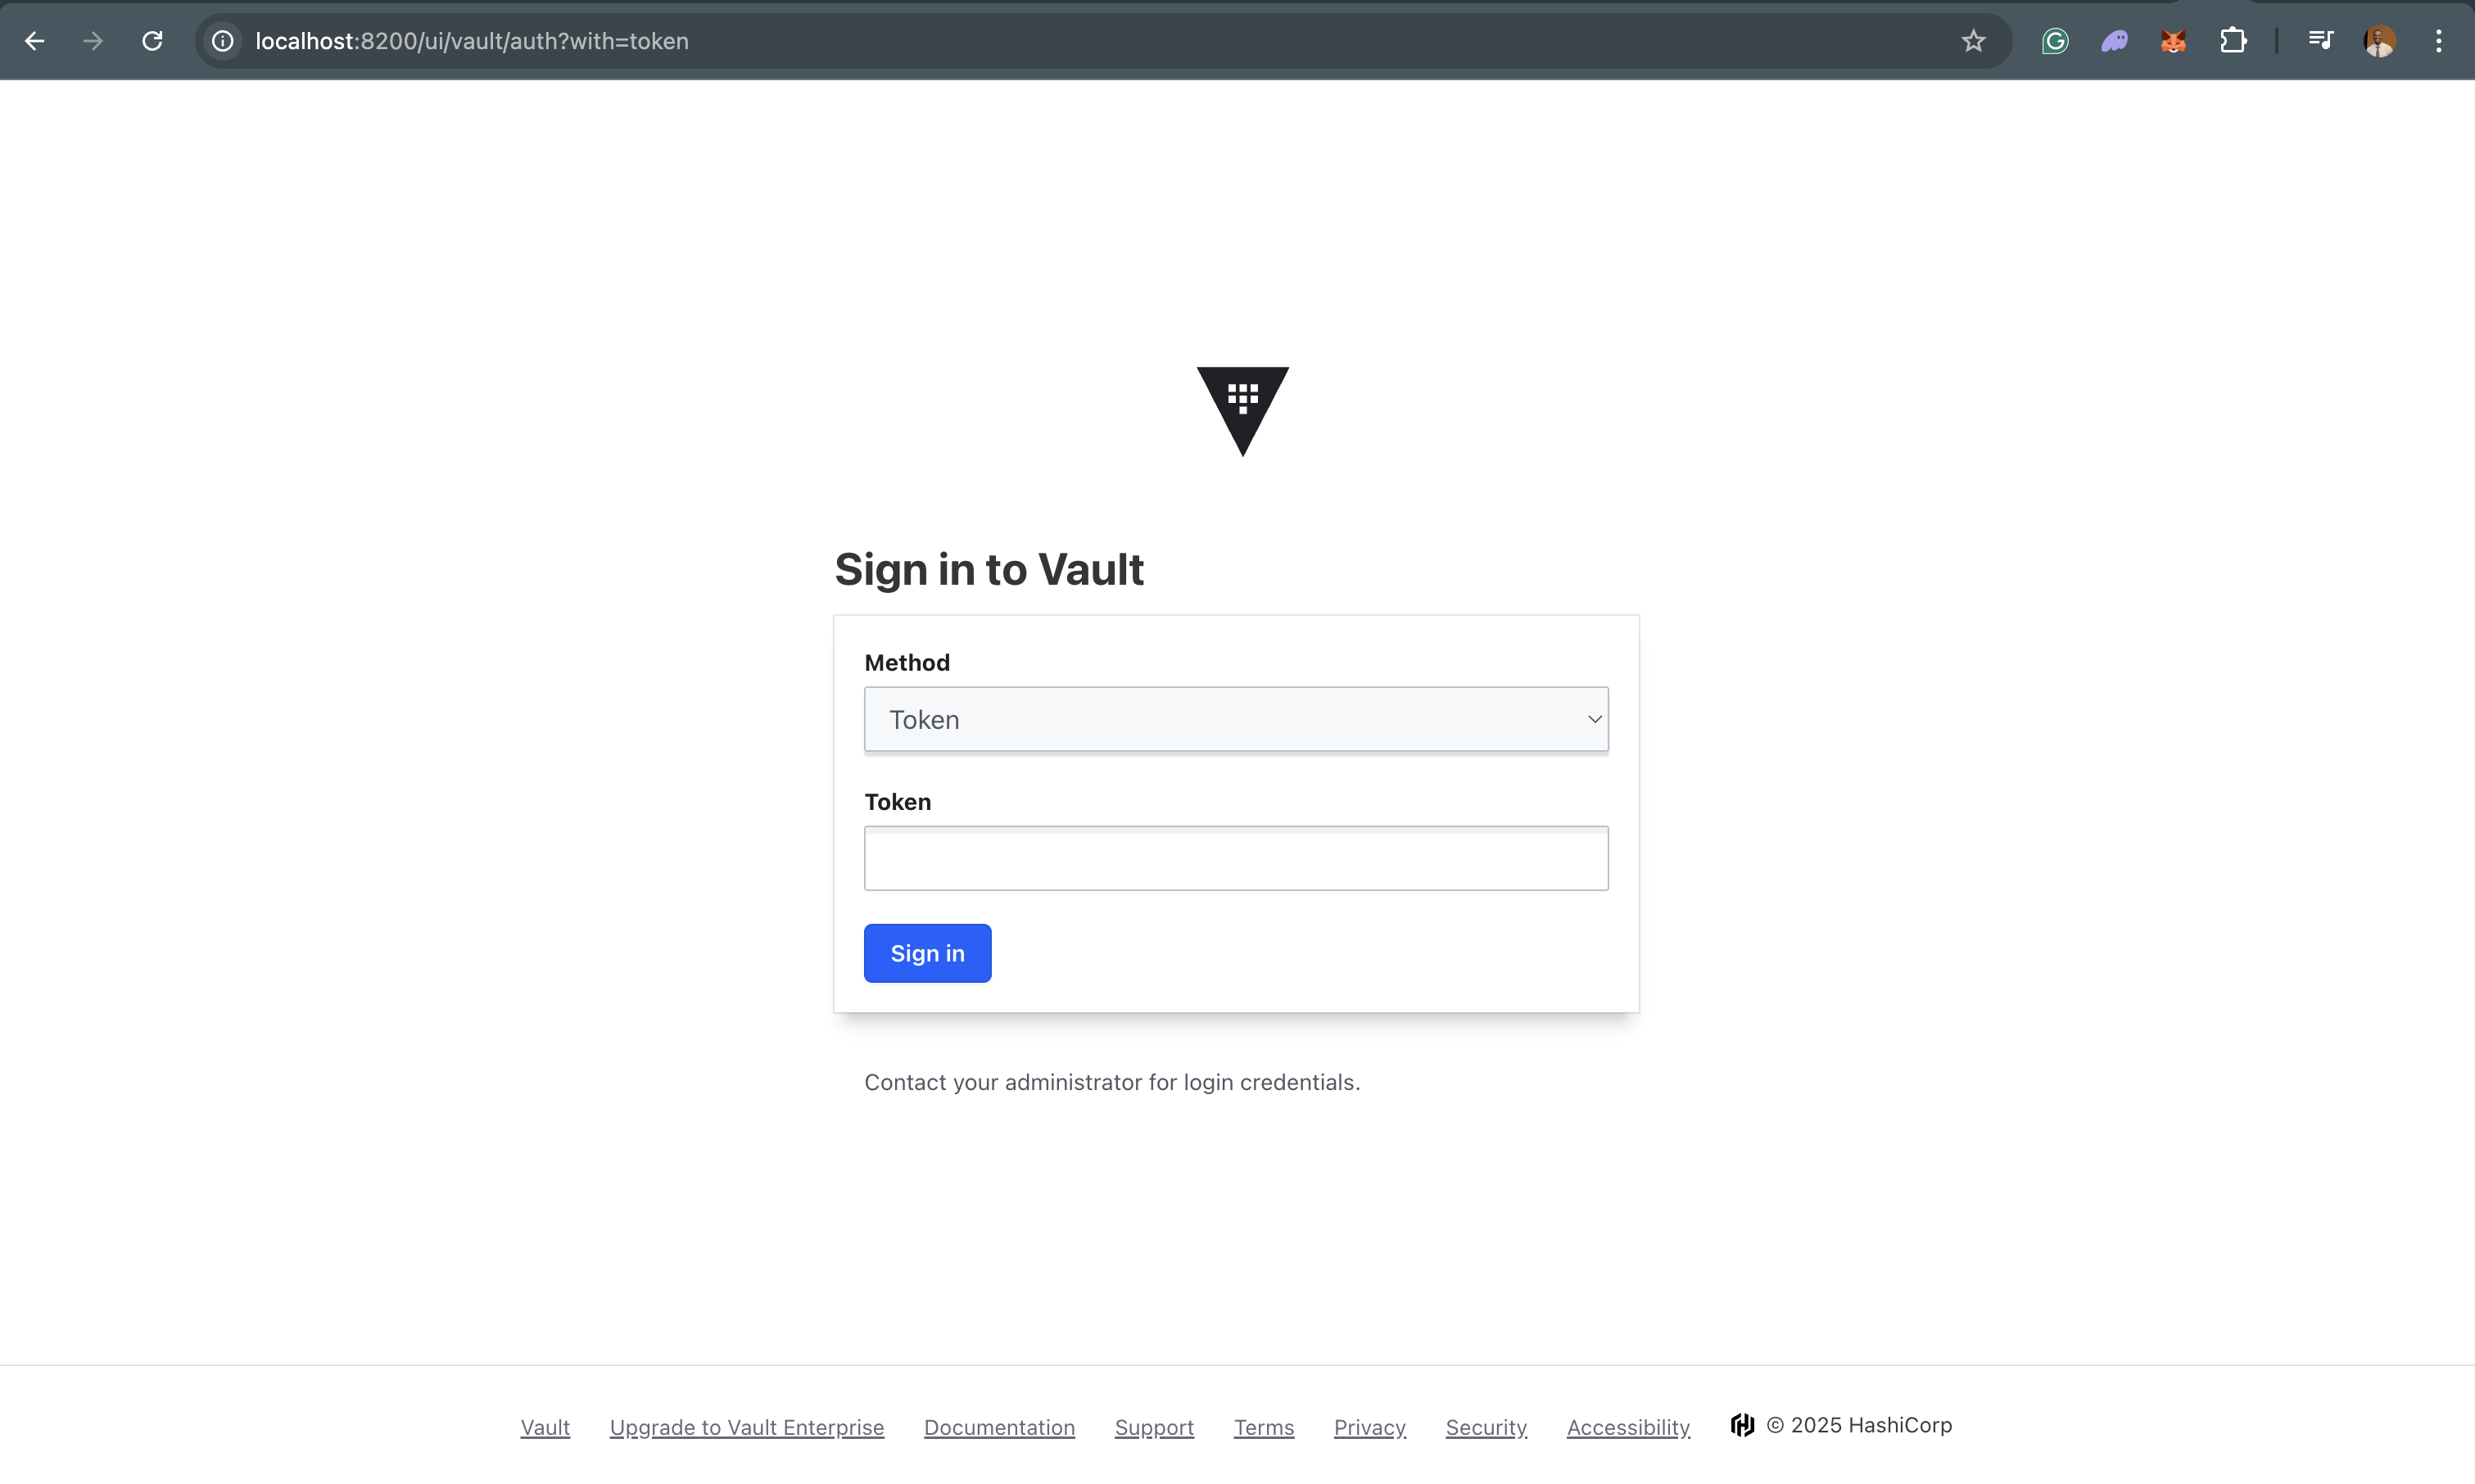 localhost:8200/ui/vault/auth?with=token
Sign in to Vault
Method
Token
Token
Sign in
Contact your administrator for login credentials.
Vault Upgrade to Vault Enterprise Documentation Support Terms Privacy Security Accessibility © 2025 HashiCorp